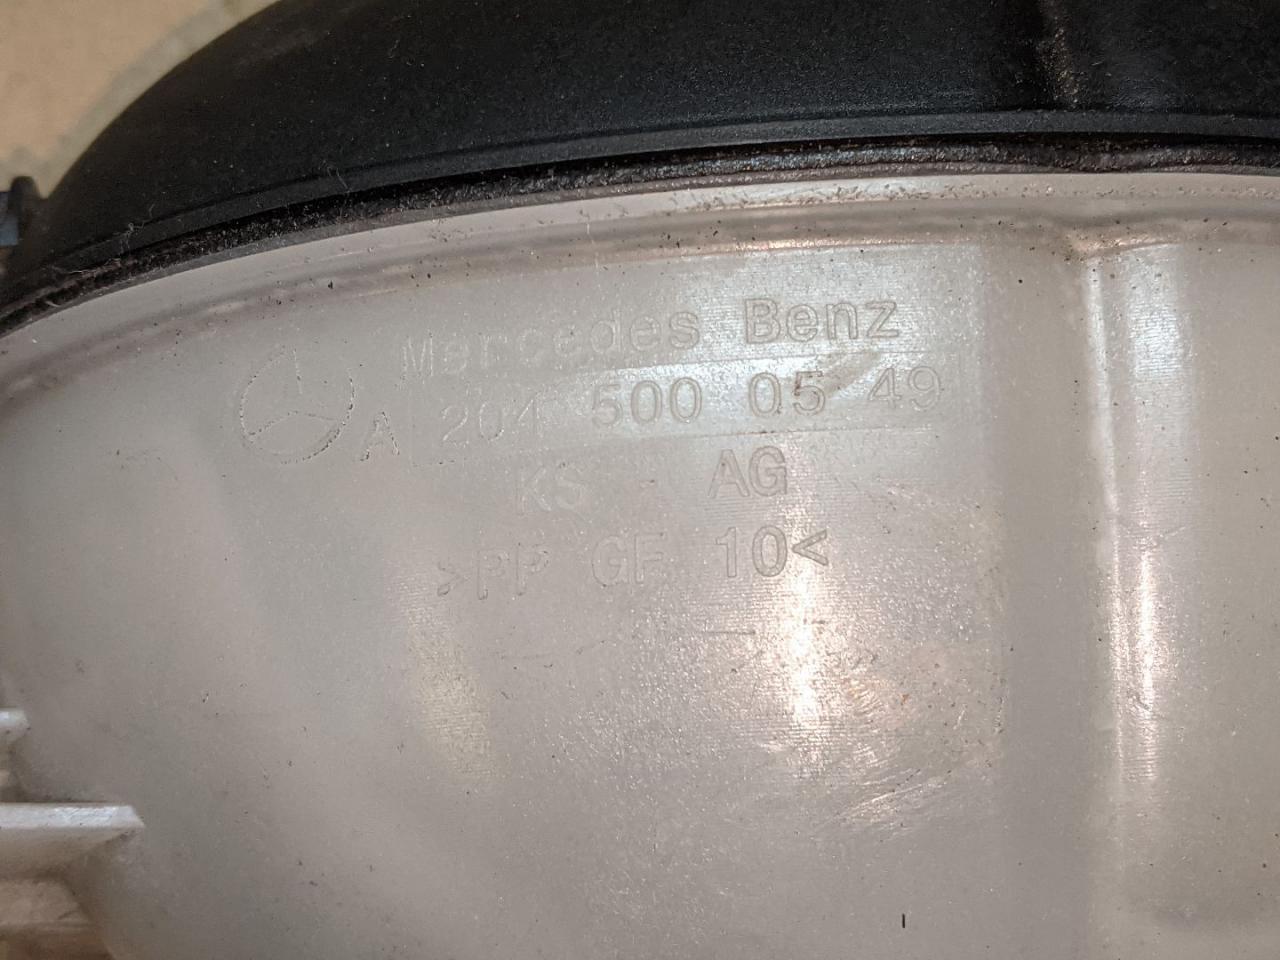 Mercedes Benz
A 204 500 05 49
KS AG
>PP GF 10<